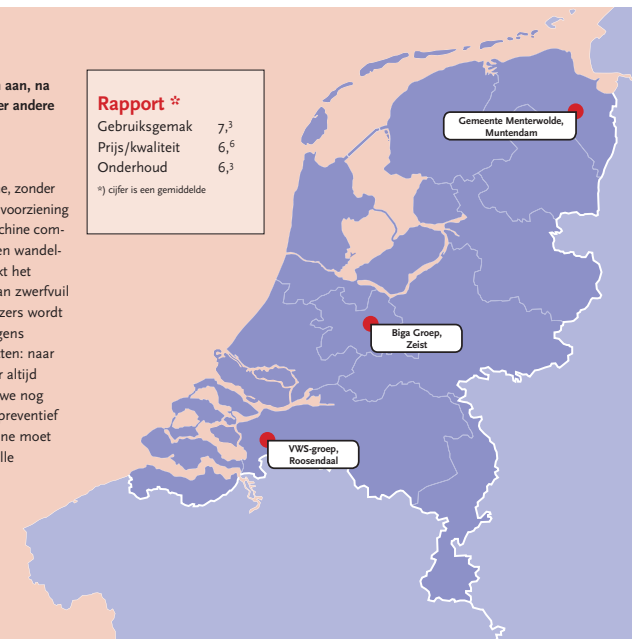 aan, na
er andere
e, zonder
voorziening
chine com-
en wandel-
kt het
an zwerfvuil
zers wordt
gens
ten: naar
r altijd
we nog
preventief
ne moet
lle
Rapport *
Gebruiksgemak 7,3
Prijs/kwaliteit 6,6
Onderhoud 6,3
*) cijfer is een gemiddelde
Gemeente Menterwolde,
Muntendam
Biga Groep,
Zeist
VWS-groep,
Roosendaal